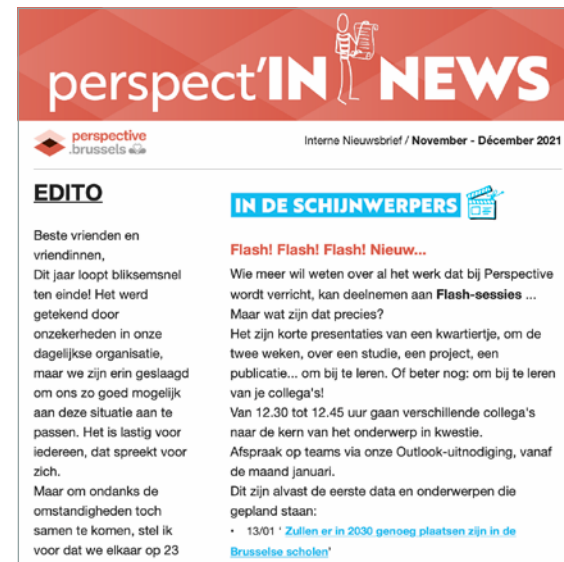 perspect'IN NEWS
perspective
.brussels
Interne Nieuwsbrief / November - Décember 2021
EDITO
Beste vrienden en
vriendinnen,
Dit jaar loopt bliksemsnel
ten einde! Het werd
getekend door
onzekerheden in onze
dagelijkse organisatie,
maar we zijn erin geslaagd
om ons zo goed mogelijk
aan deze situatie aan te
passen. Het is lastig voor
iedereen, dat spreekt voor
zich.
Maar om ondanks de
omstandigheden toch
samen te komen, stel ik
voor dat we elkaar op 23
IN DE SCHIJNWERPERS
Flash! Flash! Flash! Nieuw...
Wie meer wil weten over al het werk dat bij Perspective
wordt verricht, kan deelnemen aan Flash-sessies ...
Maar wat zijn dat precies?
Het zijn korte presentaties van een kwartiertje, om de
twee weken, over een studie, een project, een
publicatie... om bij te leren. Of beter nog: om bij te leren
van je collega's!
Van 12.30 tot 12.45 uur gaan verschillende collega's
naar de kern van het onderwerp in kwestie.
Afspraak op teams via onze Outlook-uitnodiging, vanaf
de maand januari.
Dit zijn alvast de eerste data en onderwerpen die
gepland staan:
• 13/01 ' Zullen er in 2030 genoeg plaatsen zijn in de
Brusselse scholen'